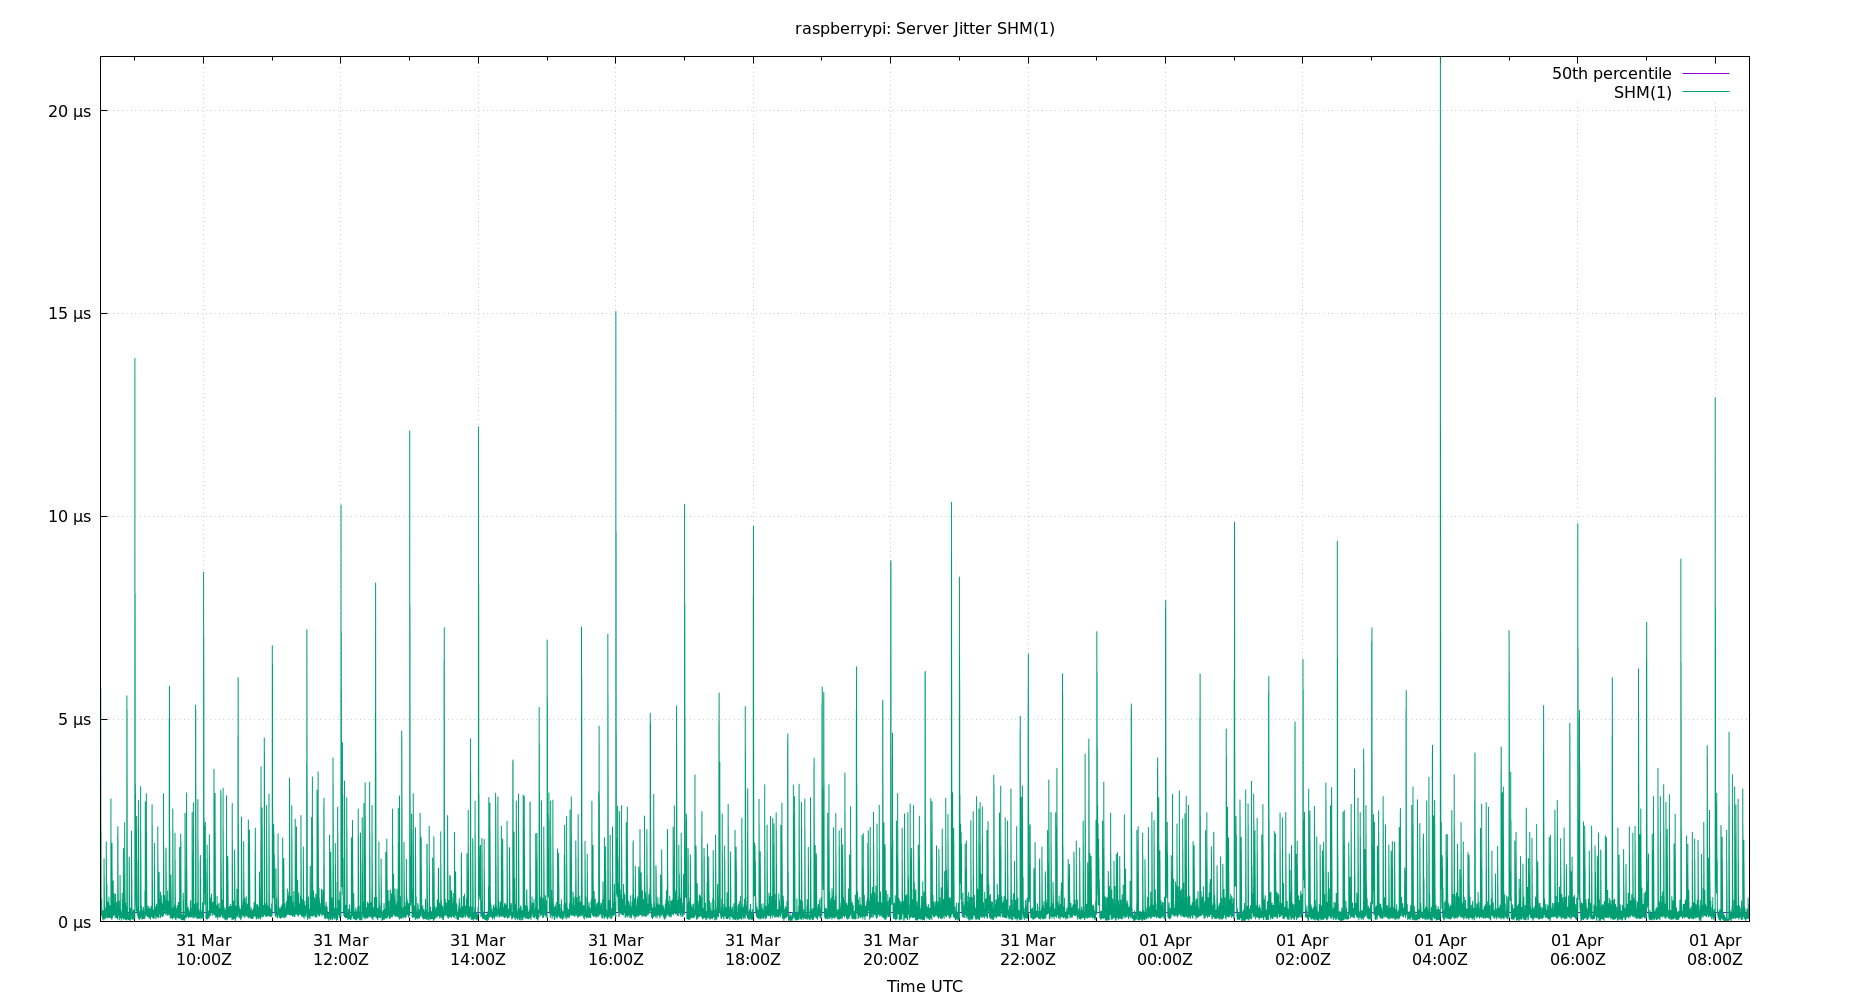 raspberrypi: Server Jitter SHM(1)
50th percentile
SHM(1)
20 µs
15 µs
10 µs
5 µs
0 µs
31 Mar 31 Mar 31 Mar 31 Mar 31 Mar 31 Mar 31 Mar 01 Apr 01 Apr 01 Apr 01 Apr 01 Apr
10:00Z 12:00Z 14:00Z 16:00Z 18:00Z 20:00Z 22:00Z 00:00Z 02:00Z 04:00Z 06:00Z 08:00Z
Time UTC